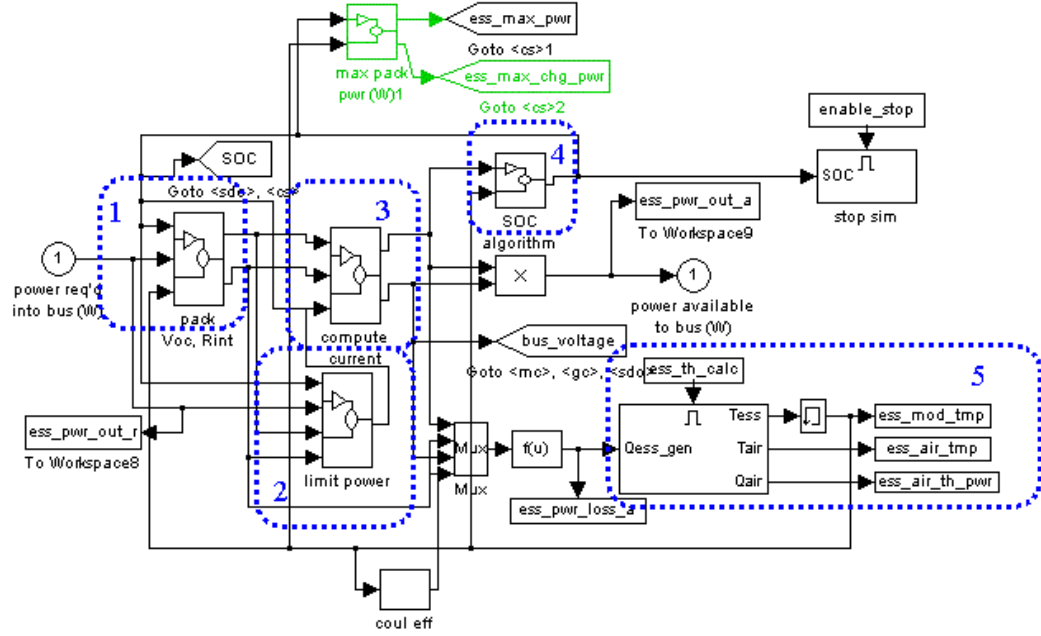 ess_max_pwr
Goto <cs>1
max pack
pwr (W)1
ess_max_chg_pwr
Goto <cs>2
enable_stop
SOC
Goto <sdo>, <cs>
4
SOC
algorithm
SOC
stop sim
ess_pwr_out_a
To Workspace9
1
3
1
power req'd
into bus (W)
pack
Voc, Rint
compute
current
×
1
power available
to bus (W)
bus_voltage
Goto <mc>, <gc>, <sdo>
ess_th_calc
5
ess_pwr_out_r
To Workspace8
2
limit power
Mux
Mux
f(u)
ess_pwr_loss_a
Qess_gen
Tess
Tair
Qair
ess_mod_tmp
ess_air_tmp
ess_air_th_pwr
coul eff